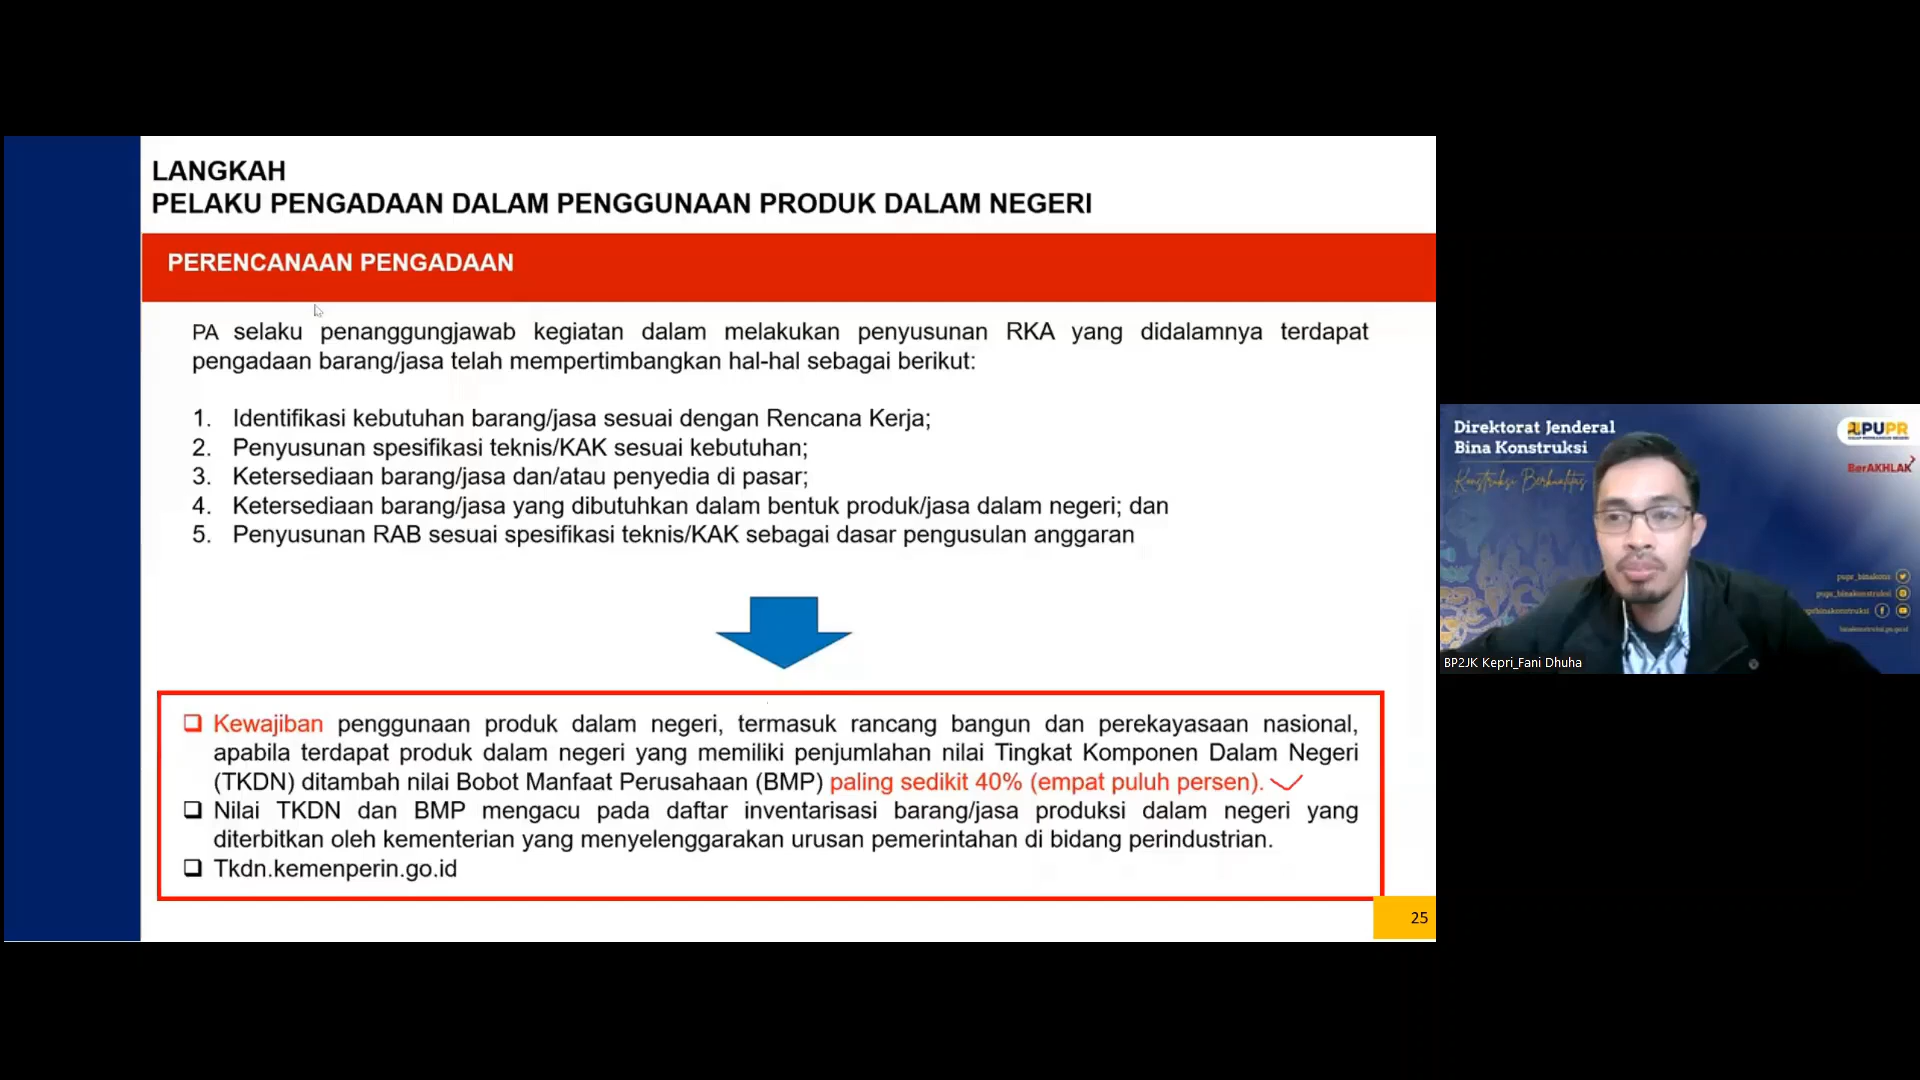 LANGKAH
PELAKU PENGADAAN DALAM PENGGUNAAN PRODUK DALAM NEGERI
PERENCANAAN PENGADAAN
PA selaku penanggungjawab kegiatan dalam melakukan penyusunan RKA yang didalamnya terdapat
pengadaan barang/jasa telah mempertimbangkan hal-hal sebagai berikut:
1. Identifikasi kebutuhan barang/jasa sesuai dengan Rencana Kerja;
2. Penyusunan spesifikasi teknis/KAK sesuai kebutuhan;
3. Ketersediaan barang/jasa dan/atau penyedia di pasar;
4. Ketersediaan barang/jasa yang dibutuhkan dalam bentuk produk/jasa dalam negeri; dan
5. Penyusunan RAB sesuai spesifikasi teknis/KAK sebagai dasar pengusulan anggaran
Kewajiban penggunaan produk dalam negeri, termasuk rancang bangun dan perekayasaan nasional,
apabila terdapat produk dalam negeri yang memiliki penjumlahan nilai Tingkat Komponen Dalam Negeri
(TKDN) ditambah nilai Bobot Manfaat Perusahaan (BMP) paling sedikit 40% (empat puluh persen).
Nilai TKDN dan BMP mengacu pada daftar inventarisasi barang/jasa produksi dalam negeri yang
diterbitkan oleh kementerian yang menyelenggarakan urusan pemerintahan di bidang perindustrian.
Tkdn.kemenperin.go.id
25
Direktorat Jenderal
Bina Konstruksi
Konstruksi Berkualitas
PUPR
BerAKHLAK
pupr_binakons
pupr_binakonstruksi
BP2JK Kepri_Fani Dhuha